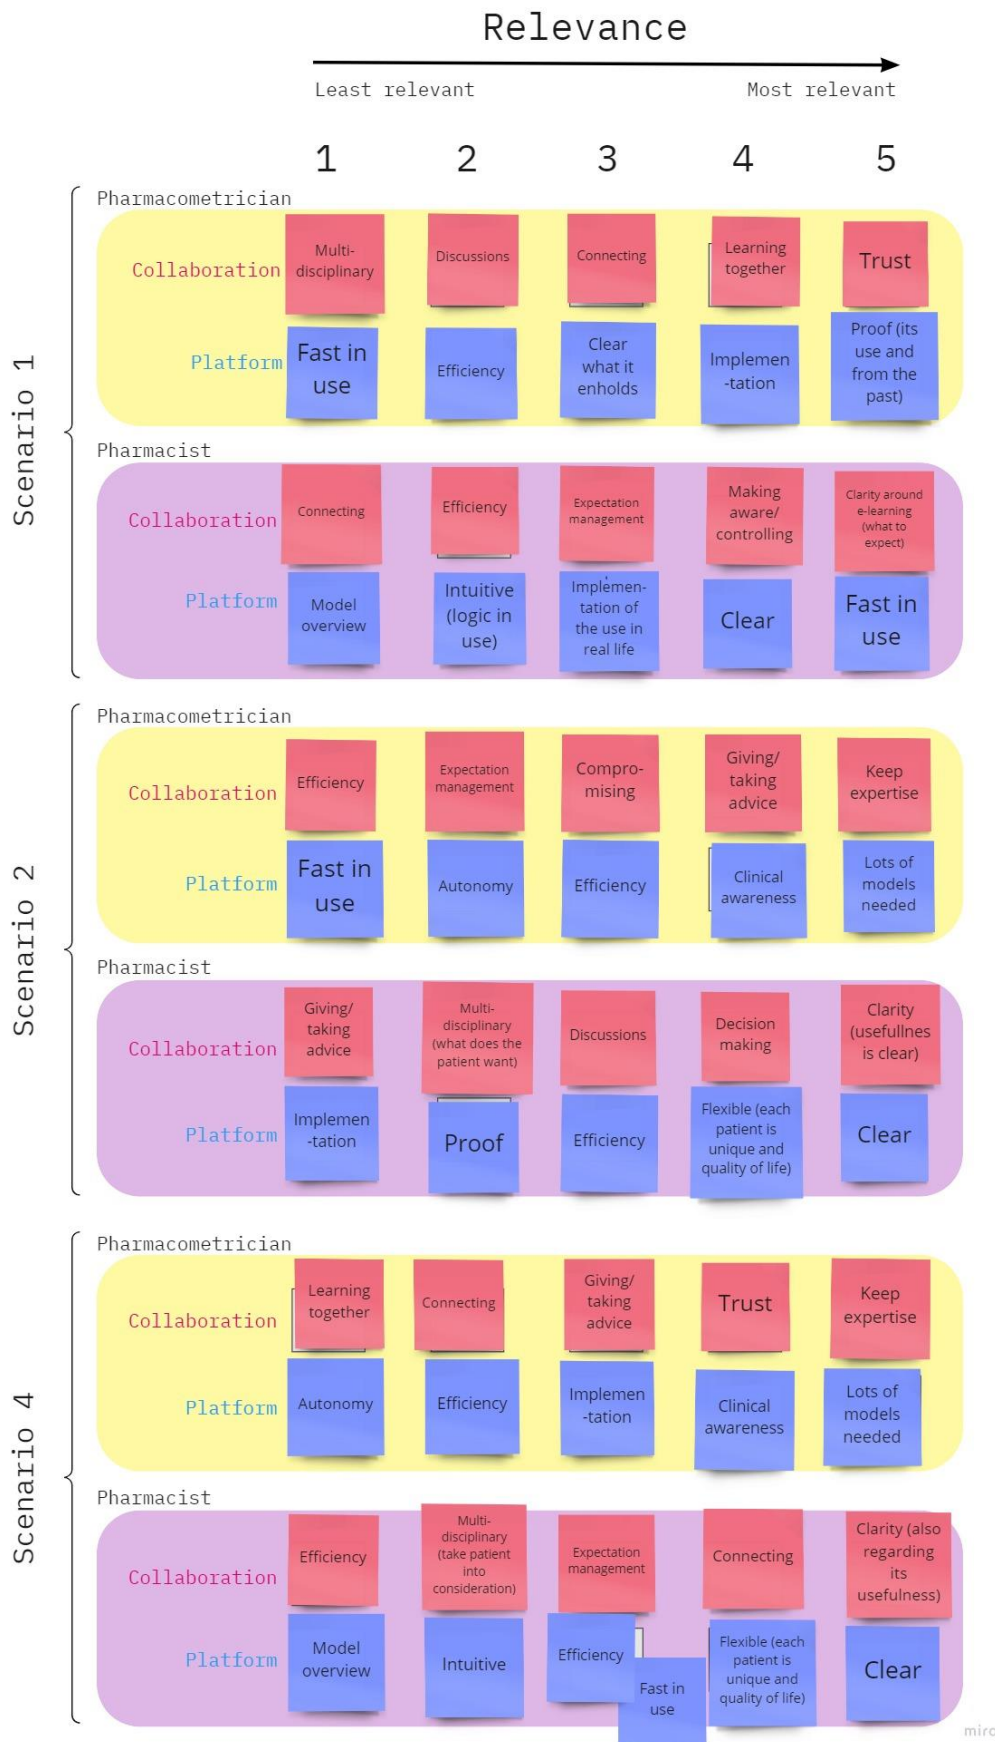 Relevance
Least relevant
Most relevant
1 2 3 4 5
Scenario 1
Pharmacometrician
Collaboration
Multi-
disciplinary
Discussions
Connecting
Learning
together
Trust
Platform
Fast in
use
Efficiency
Clear
what it
enholds
Implemen
-tation
Proof (its
use and
from the
past)
Pharmacist
Collaboration
Connecting
Efficiency
Expectation
management
Making
aware/
controlling
Clarity around
e-learning
(what to
expect)
Platform
Model
overview
Intuitive
(logic in
use)
Implemen-
tation of
the use in
real life
Clear
Fast in
use
Scenario 2
Pharmacometrician
Collaboration
Efficiency
Expectation
management
Compro-
mising
Giving/
taking
advice
Keep
expertise
Platform
Fast in
use
Autonomy
Efficiency
Clinical
awareness
Lots of
models
needed
Pharmacist
Collaboration
Giving/
taking
advice
Multi-
disciplinary
(what does the
patient want)
Discussions
Decision
making
Clarity
(usefullnes
is clear)
Platform
Implemen
-tation
Proof
Efficiency
Flexible (each
patient is
unique and
quality of life)
Clear
Scenario 4
Pharmacometrician
Collaboration
Learning
together
Connecting
Giving/
taking
advice
Trust
Keep
expertise
Platform
Autonomy
Efficiency
Implemen
-tation
Clinical
awareness
Lots of
models
needed
Pharmacist
Collaboration
Efficiency
Multi-
disciplinary
(take patient
into
consideration)
Expectation
management
Connecting
Clarity (also
regarding
its
usefulness)
Platform
Model
overview
Intuitive
Efficiency
Fast in
use
Flexible (each
patient is
unique and
quality of life)
Clear
miro